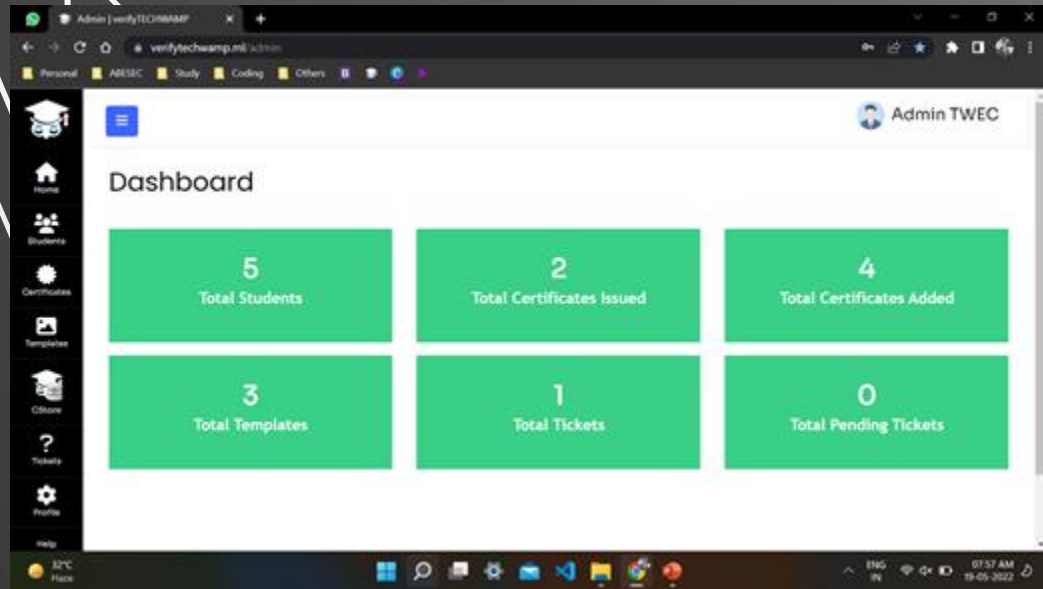 Admin | verifyTECHWAMP
verifytechwamp.ml/admin
Personal ABESEC Study Coding Others
Admin TWEC
Home
Students
Certificates
Templates
CStore
Tickets
Profile
Help
Dashboard
5
Total Students
2
Total Certificates Issued
4
Total Certificates Added
3
Total Templates
1
Total Tickets
0
Total Pending Tickets
32°C
Haze
ENG
IN
07:57 AM
19-05-2022